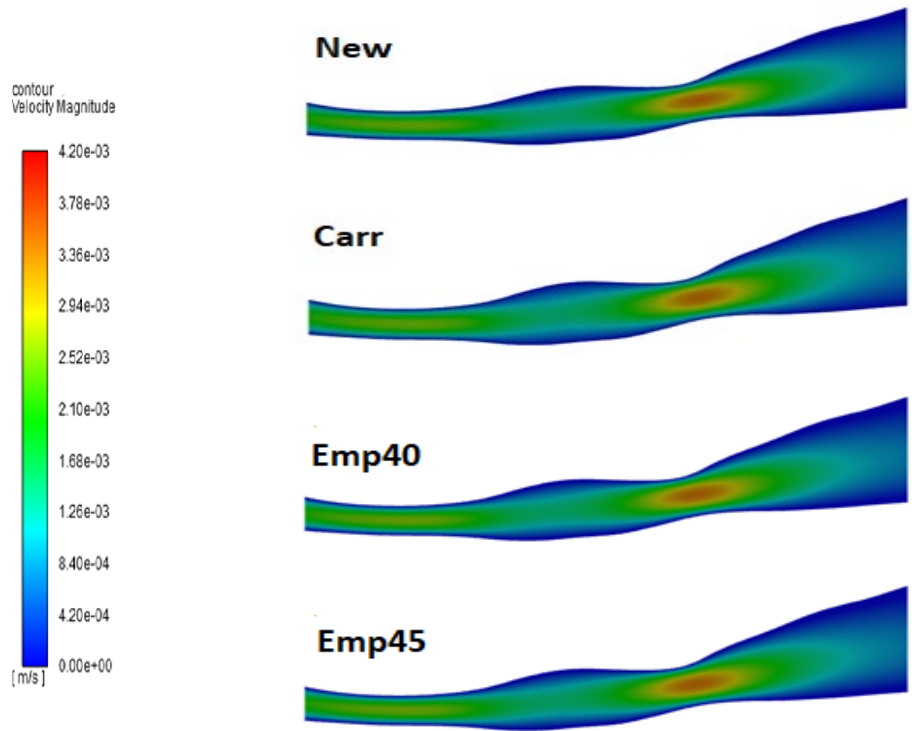 contour
Velocity Magnitude
4.20e-03
3.78e-03
3.36e-03
2.94e-03
2.52e-03
2.10e-03
1.68e-03
1.26e-03
8.40e-04
4.20e-04
0.00e+00
[ m/s ]
New
Carr
Emp40
Emp45